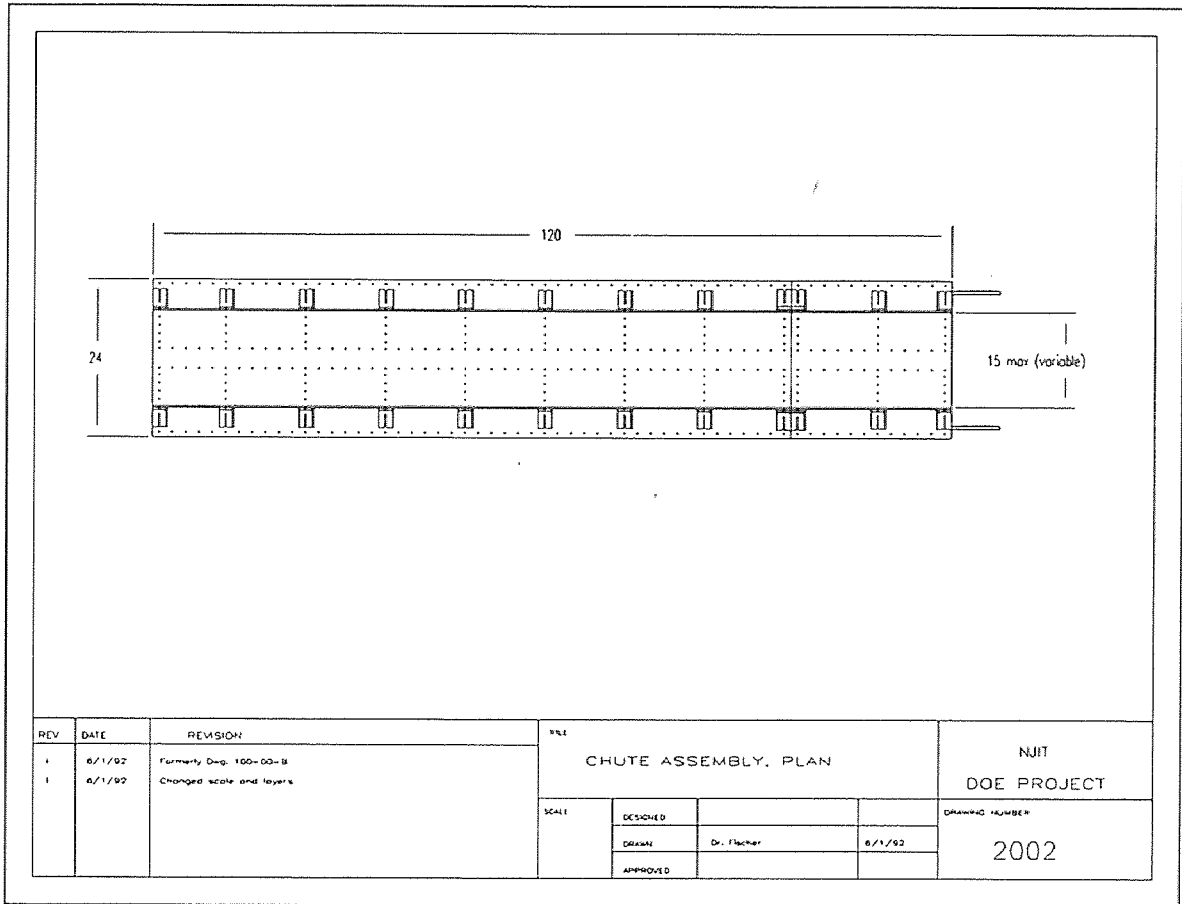 120
24
15 max (variable)
REV DATE REVISION
1 6/1/92 Formerly Dwg. 100-00-B
1 6/1/92 Changed scale and layers
TITLE
CHUTE ASSEMBLY, PLAN
SCALE
DESIGNED
DRAWN Dr. Fischer 6/1/92
APPROVED
NJIT
DOE PROJECT
DRAWING NUMBER
2002